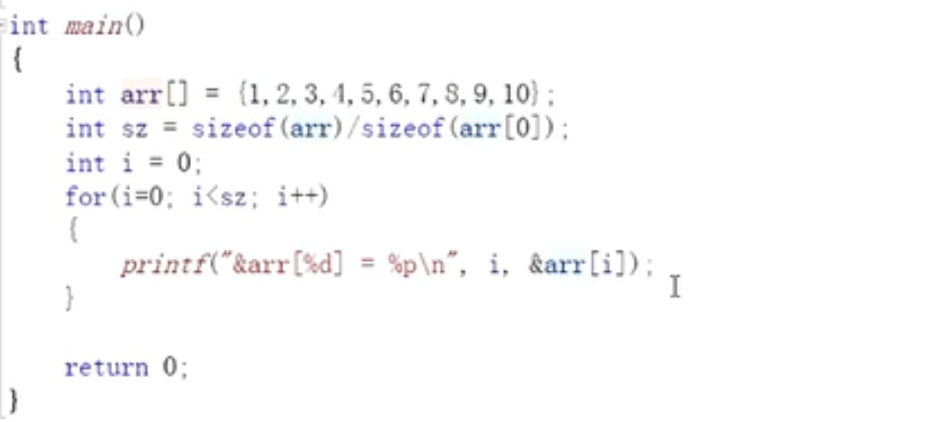 int main()
{
int arr[] = {1, 2, 3, 4, 5, 6, 7, 8, 9, 10};
int sz = sizeof(arr)/sizeof(arr[0]);
int i = 0;
for(i=0; i<sz; i++)
{
printf("&arr[%d] = %p\n", i, &arr[i]);
}
return 0;
}